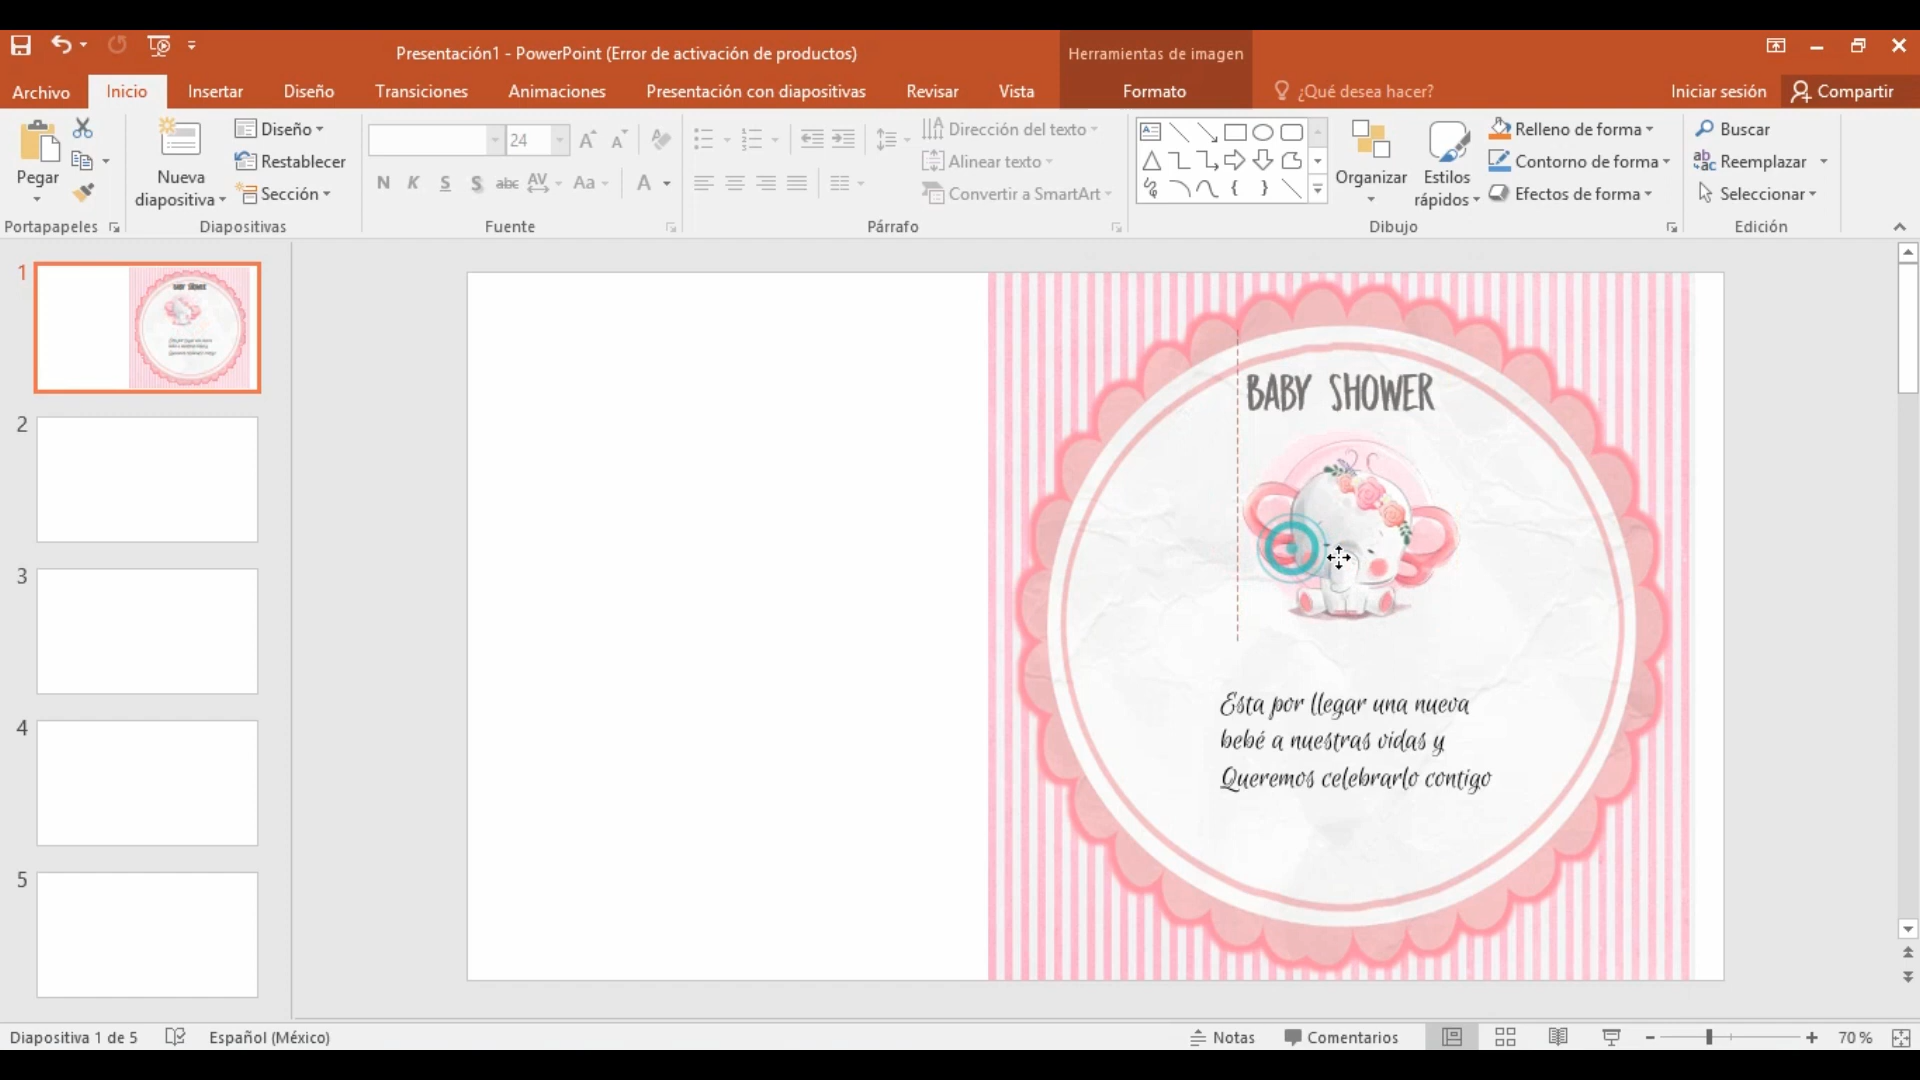 Presentación1 - PowerPoint (Error de activación de productos)
Herramientas de imagen
Archivo
Inicio
Insertar
Diseño
Transiciones
Animaciones
Presentación con diapositivas
Revisar
Vista
Formato
¿Qué desea hacer?
Iniciar sesión
Compartir
Pegar
Portapapeles
Nueva
diapositiva
Diseño
Restablecer
Sección
Diapositivas
24
N K S S abc AV Aa A
Fuente
Dirección del texto
Alinear texto
Convertir a SmartArt
Párrafo
Organizar
Estilos
rápidos
Relleno de forma
Contorno de forma
Efectos de forma
Dibujo
Buscar
Reemplazar
Seleccionar
Edición
1
2
3
4
5
BABY SHOWER
Esta por llegar una nueva
bebé a nuestras vidas y
Queremos celebrarlo contigo
Diapositiva 1 de 5
Español (México)
Notas
Comentarios
70 %